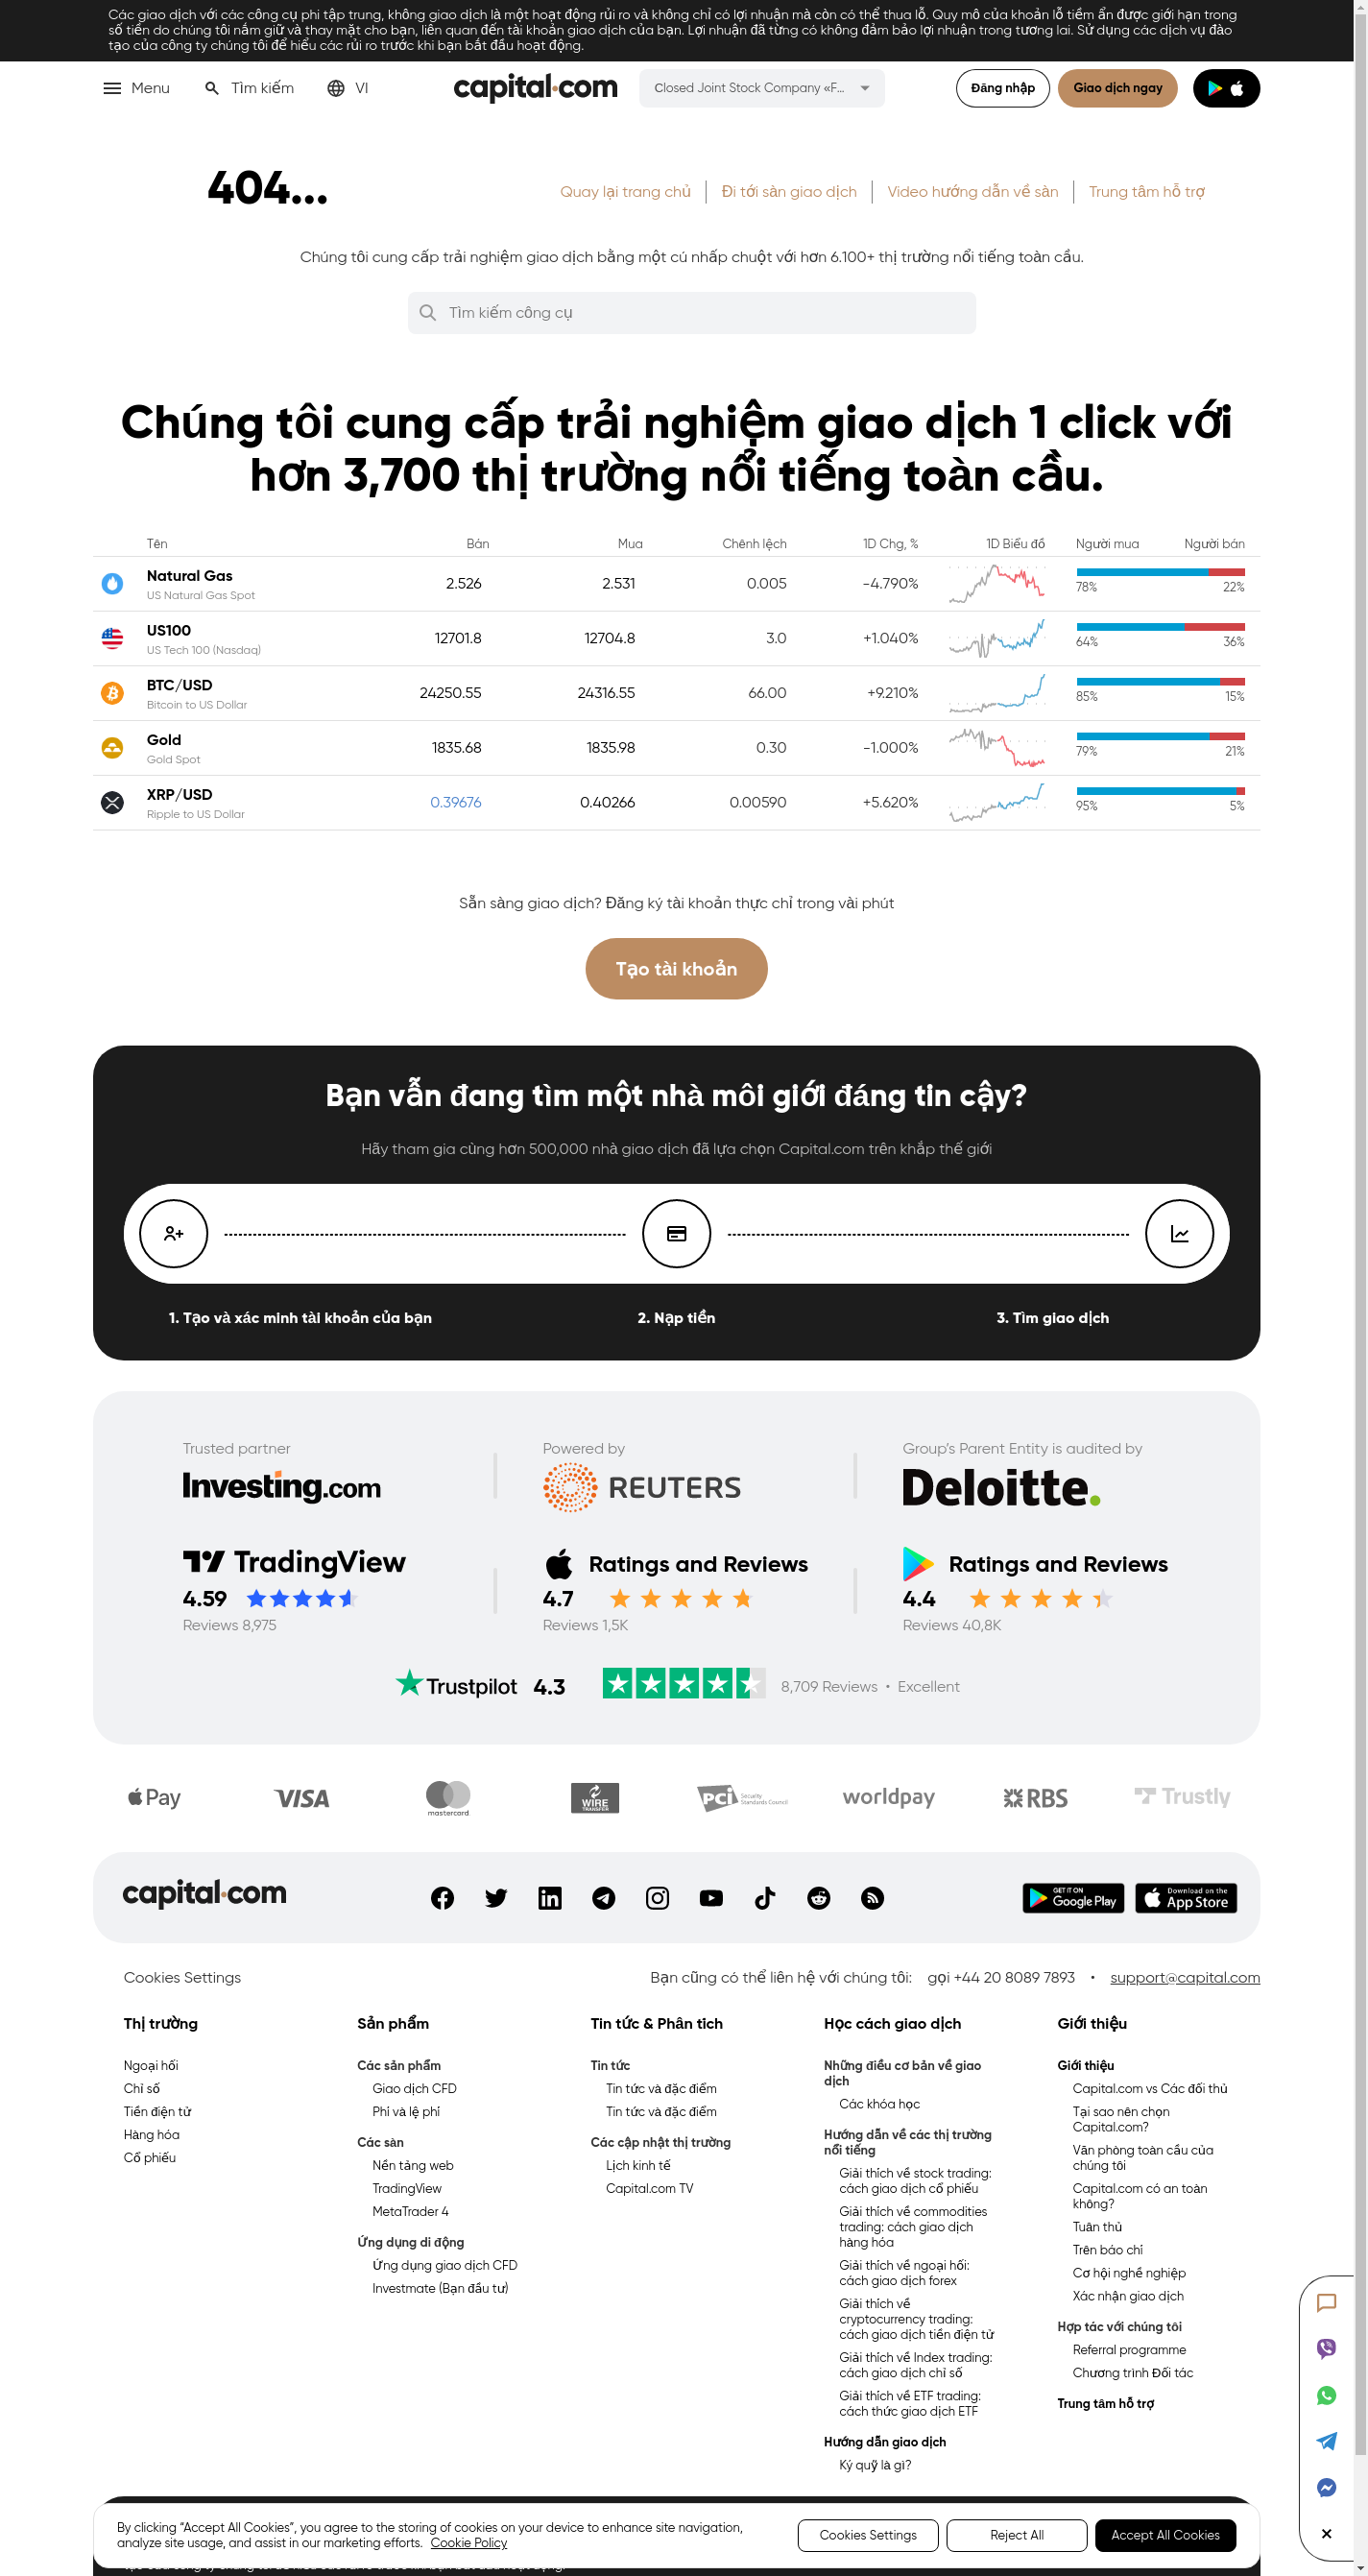 Các giao dịch với các công cụ phi tập trung, không giao dịch là một hoạt động rủi ro và không chỉ có lợi nhuận mà còn có thể thua lỗ. Quy mô của khoản lỗ tiềm ẩn được giới hạn trong
số tiền do chúng tôi nắm giữ và thay mặt cho bạn, liên quan đến tài khoản giao dịch của bạn. Lợi nhuận đã từng có không đảm bảo lợi nhuận trong tương lai. Sử dụng các dịch vụ đào
tạo của công ty chúng tôi để hiểu các rủi ro trước khi bạn bắt đầu hoạt động.
Menu Tìm kiếm VI capital.com Closed Joint Stock Company «F... Đăng nhập Giao dịch ngay
404...
Quay lại trang chủ Đi tới sàn giao dịch Video hướng dẫn về sàn Trung tâm hỗ trợ
Chúng tôi cung cấp trải nghiệm giao dịch bằng một cú nhấp chuột với hơn 6.100+ thị trường nổi tiếng toàn cầu.
Tìm kiếm công cụ
Chúng tôi cung cấp trải nghiệm giao dịch 1 click với
hơn 3,700 thị trường nổi tiếng toàn cầu.
Tên Bán Mua Chênh lệch 1D Chg, % 1D Biểu đồ Người mua Người bán
Natural Gas 2.526 2.531 0.005 -4.790% 78% 22%
US Natural Gas Spot
US100 12701.8 12704.8 3.0 +1.040% 64% 36%
US Tech 100 (Nasdaq)
BTC/USD 24250.55 24316.55 66.00 +9.210% 85% 15%
Bitcoin to US Dollar
Gold 1835.68 1835.98 0.30 -1.000% 79% 21%
Gold Spot
XRP/USD 0.39676 0.40266 0.00590 +5.620% 95% 5%
Ripple to US Dollar
Sẵn sàng giao dịch? Đăng ký tài khoản thực chỉ trong vài phút
Tạo tài khoản
Bạn vẫn đang tìm một nhà môi giới đáng tin cậy?
Hãy tham gia cùng hơn 500,000 nhà giao dịch đã lựa chọn Capital.com trên khắp thế giới
1. Tạo và xác minh tài khoản của bạn 2. Nạp tiền 3. Tìm giao dịch
Trusted partner Powered by Group's Parent Entity is audited by
Investing.com REUTERS Deloitte.
TradingView Ratings and Reviews Ratings and Reviews
4.59 4.7 4.4
Reviews 8,975 Reviews 1,5K Reviews 40,8K
Trustpilot 4.3 8,709 Reviews • Excellent
Pay VISA mastercard WIRE TRANSFER PCI Security Standards Council worldpay RBS Trustly
capital.com GET IT ON Google Play Download on the App Store
Cookies Settings Bạn cũng có thể liên hệ với chúng tôi: gọi +44 20 8089 7893 • support@capital.com
Thị trường
Ngoại hối
Chỉ số
Tiền điện tử
Hàng hóa
Cổ phiếu
Sản phẩm
Các sản phẩm
Giao dịch CFD
Phí và lệ phí
Các sàn
Nền tảng web
TradingView
MetaTrader 4
Ứng dụng di động
Ứng dụng giao dịch CFD
Investmate (Bạn đầu tư)
Tin tức & Phân tích
Tin tức
Tin tức và đặc điểm
Tin tức và đặc điểm
Các cập nhật thị trường
Lịch kinh tế
Capital.com TV
Học cách giao dịch
Những điều cơ bản về giao
dịch
Các khóa học
Hướng dẫn về các thị trường
nổi tiếng
Giải thích về stock trading:
cách giao dịch cổ phiếu
Giải thích về commodities
trading: cách giao dịch
hàng hóa
Giải thích về ngoại hối:
cách giao dịch forex
Giải thích về
cryptocurrency trading:
cách giao dịch tiền điện tử
Giải thích về Index trading:
cách giao dịch chỉ số
Giải thích về ETF trading:
cách thức giao dịch ETF
Hướng dẫn giao dịch
Ký quỹ là gì?
Giới thiệu
Giới thiệu
Capital.com vs Các đối thủ
Tại sao nên chọn
Capital.com?
Văn phòng toàn cầu của
chúng tôi
Capital.com có an toàn
không?
Tuân thủ
Trên báo chí
Cơ hội nghề nghiệp
Xác nhận giao dịch
Hợp tác với chúng tôi
Referral programme
Chương trình Đối tác
Trung tâm hỗ trợ
By clicking “Accept All Cookies”, you agree to the storing of cookies on your device to enhance site navigation,
analyze site usage, and assist in our marketing efforts. Cookie Policy
Cookies Settings Reject All Accept All Cookies